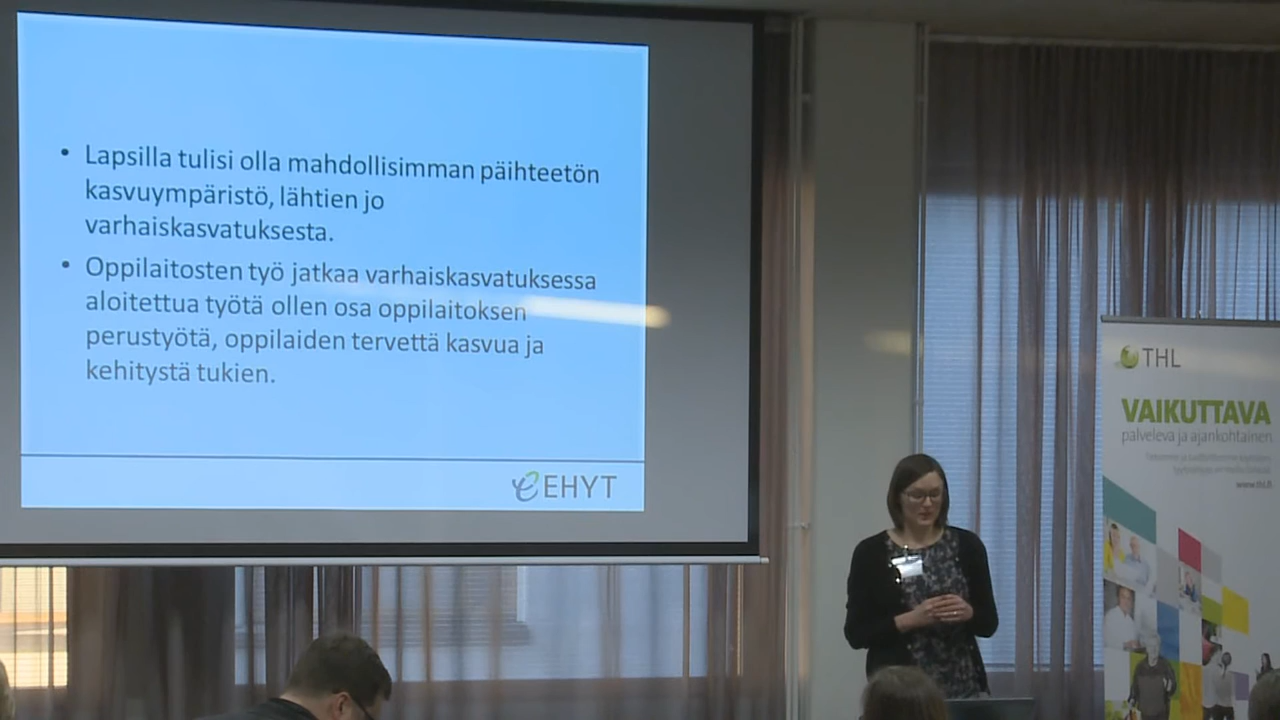 • Lapsilla tulisi olla mahdollisimman päihteetön
kasvuympäristö, lähtien jo
varhaiskasvatuksesta.
• Oppilaitosten työ jatkaa varhaiskasvatuksessa
aloitettua työtä ollen osa oppilaitoksen
perustyötä, oppilaiden tervettä kasvua ja
kehitystä tukien.
EHYT
THL
VAIKUTTAVA
palveleva ja ajankohtainen
www.thl.fi